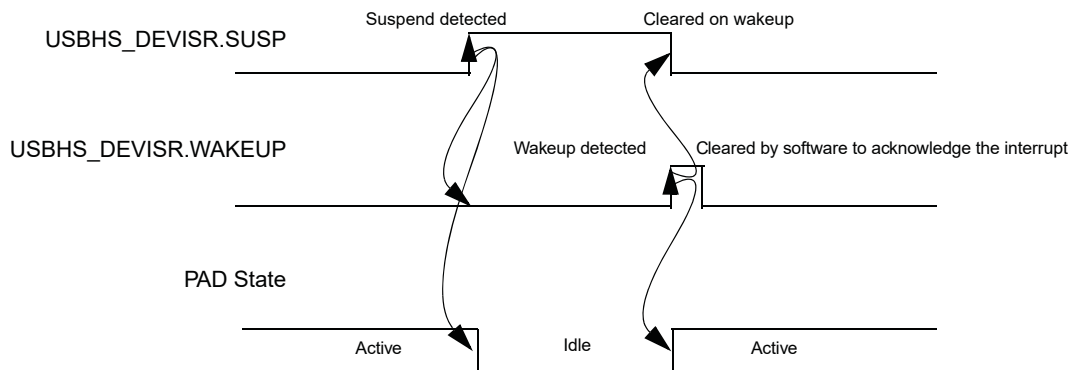 Suspend detected
Cleared on wakeup
USBHS_DEVISR.SUSP
USBHS_DEVISR.WAKEUP
Wakeup detected
Cleared by software to acknowledge the interrupt
PAD State
Active
Idle
Active